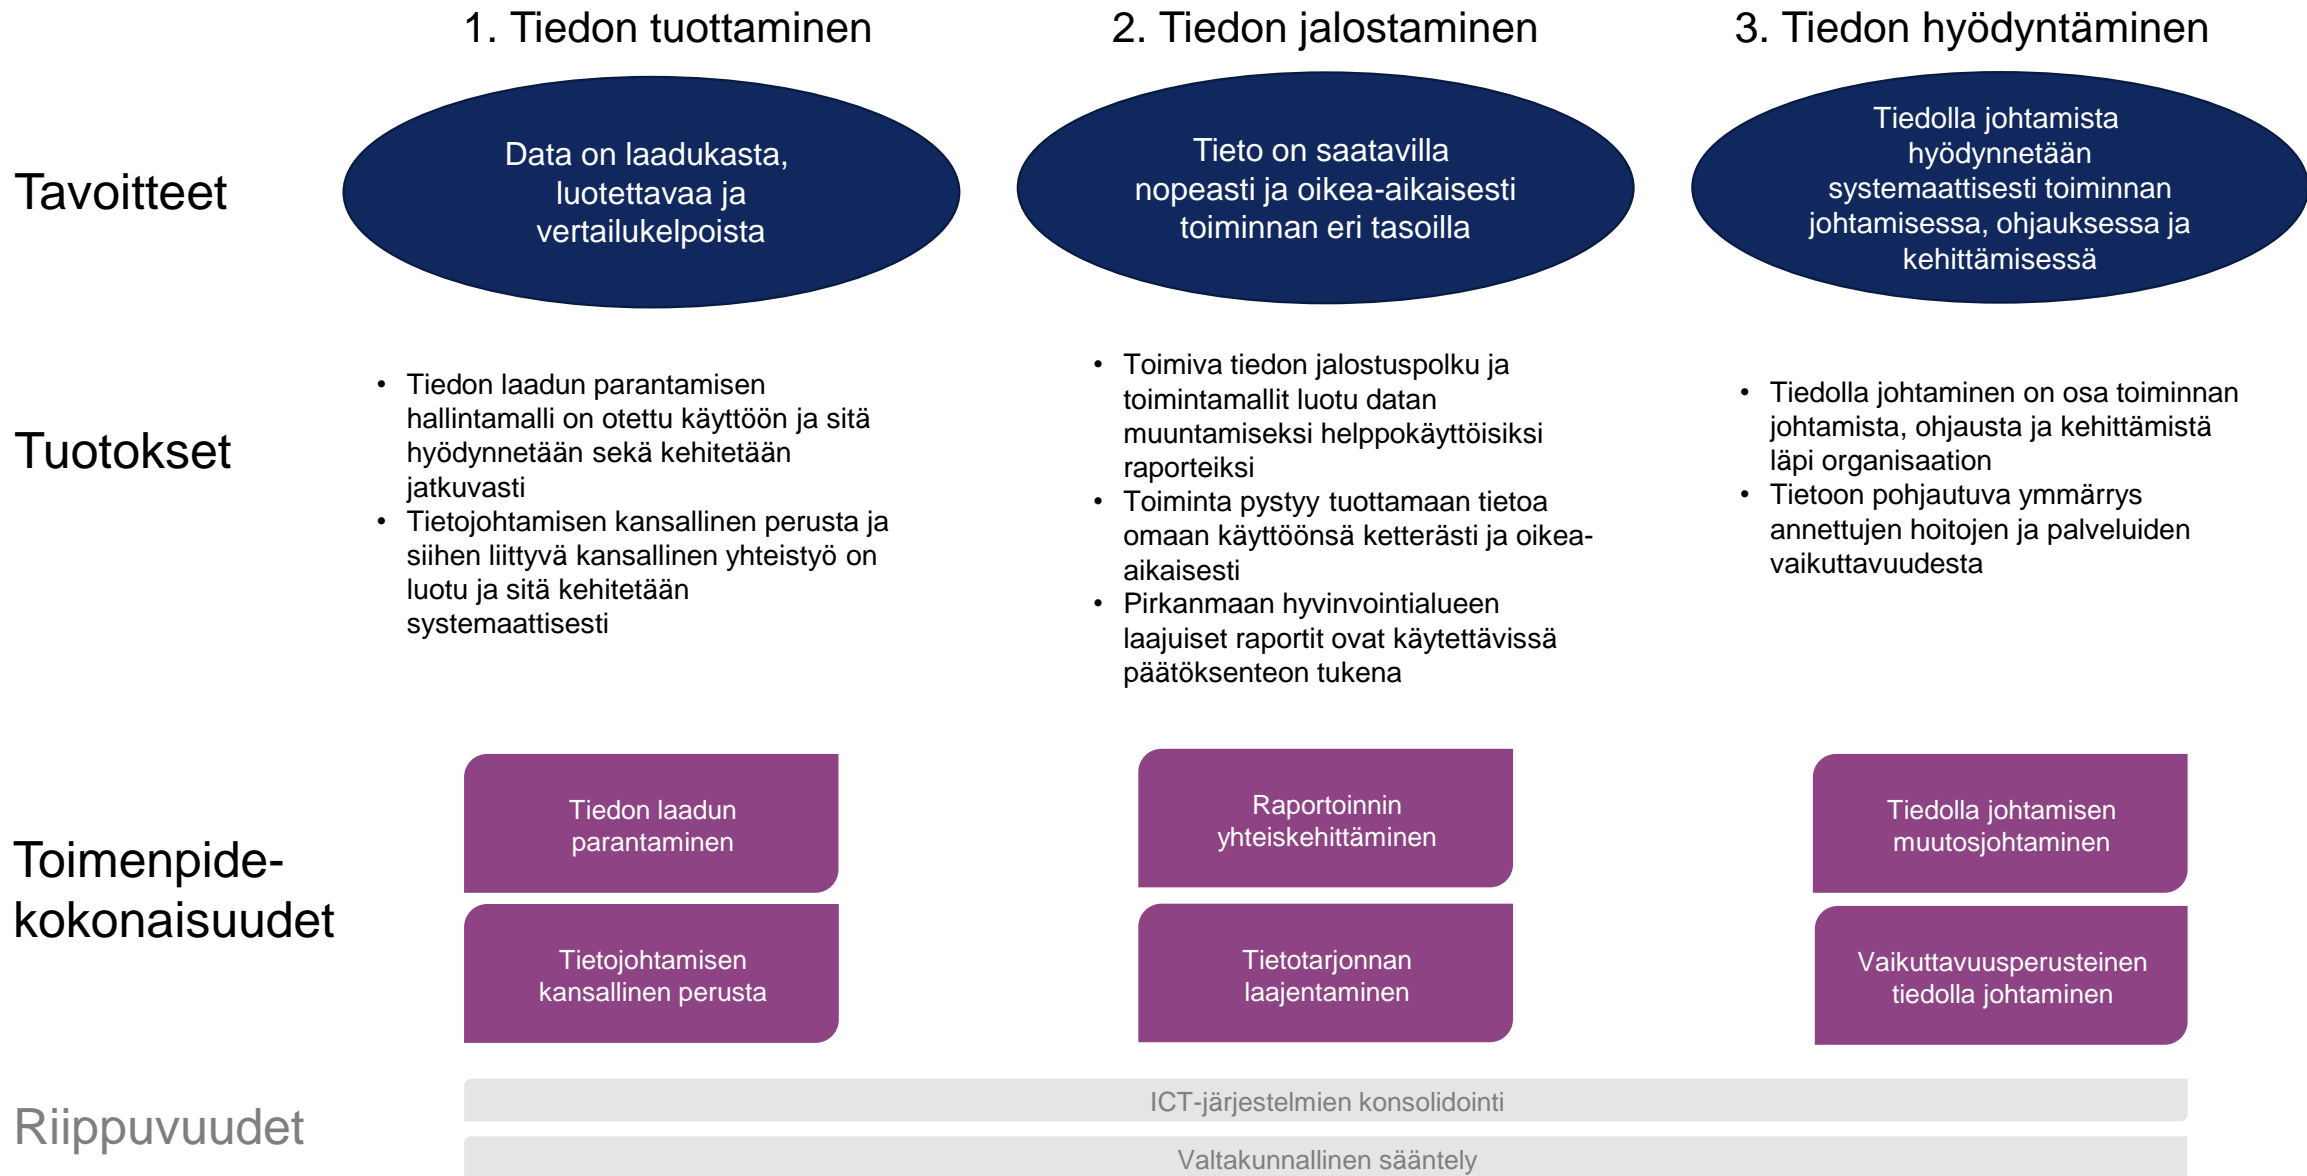 1. Tiedon tuottaminen
2. Tiedon jalostaminen
3. Tiedon hyödyntäminen
Tavoitteet
Data on laadukasta,
luotettavaa ja
vertailukelpoista
Tieto on saatavilla
nopeasti ja oikea-aikaisesti
toiminnan eri tasoilla
Tiedolla johtamista
hyödynnetään
systemaattisesti toiminnan
johtamisessa, ohjauksessa ja
kehittämisessä
Tuotokset
• Tiedon laadun parantamisen
hallintamalli on otettu käyttöön ja sitä
hyödynnetään sekä kehitetään
jatkuvasti
• Tietojohtamisen kansallinen perusta ja
siihen liittyvä kansallinen yhteistyö on
luotu ja sitä kehitetään
systemaattisesti
• Toimiva tiedon jalostuspolku ja
toimintamallit luotu datan
muuntamiseksi helppokäyttöisiksi
raporteiksi
• Toiminta pystyy tuottamaan tietoa
omaan käyttöönsä ketterästi ja oikea-
aikaisesti
• Pirkanmaan hyvinvointialueen
laajuiset raportit ovat käytettävissä
päätöksenteon tukena
• Tiedolla johtaminen on osa toiminnan
johtamista, ohjausta ja kehittämistä
läpi organisaation
• Tietoon pohjautuva ymmärrys
annettujen hoitojen ja palveluiden
vaikuttavuudesta
Toimenpide-
kokonaisuudet
Tiedon laadun
parantaminen
Raportoinnin
yhteiskehittäminen
Tiedolla johtamisen
muutosjohtaminen
Tietojohtamisen
kansallinen perusta
Tietotarjonnan
laajentaminen
Vaikuttavuusperusteinen
tiedolla johtaminen
Riippuvuudet
ICT-järjestelmien konsolidointi
Valtakunnallinen sääntely